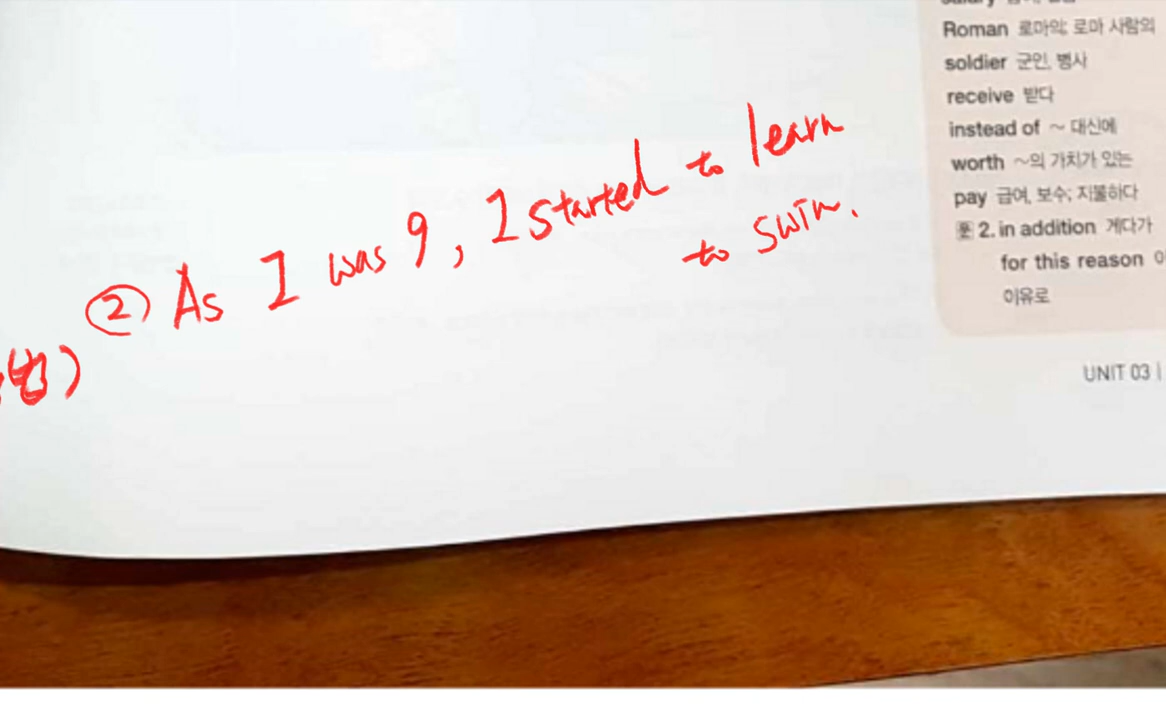 Roman 로마의; 로마 사람의
soldier 군인, 병사
receive 받다
instead of ~ 대신에
worth ~의 가치가 있는
pay 급여, 보수; 지불하다
2. in addition 게다가
for this reason
이유로
② As I was 9, I started to learn
to swim.
UNIT 03 |